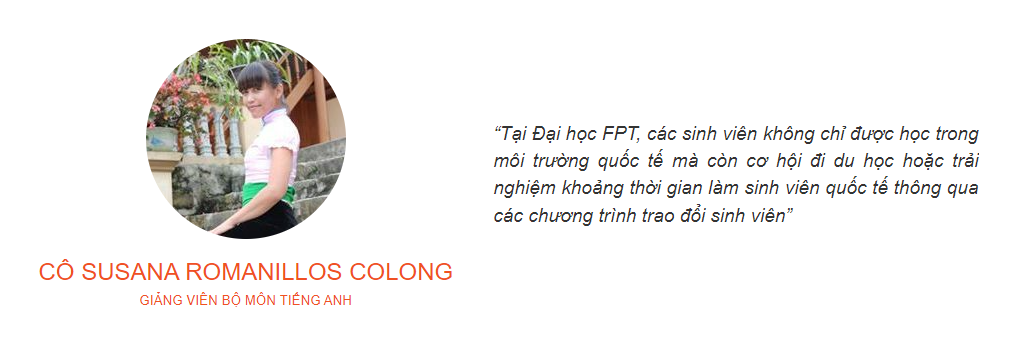 “Tại Đại học FPT, các sinh viên không chỉ được học trong
môi trường quốc tế mà còn cơ hội đi du học hoặc trải
nghiệm khoảng thời gian làm sinh viên quốc tế thông qua
các chương trình trao đổi sinh viên”
CÔ SUSANA ROMANILLOS COLONG
GIẢNG VIÊN BỘ MÔN TIẾNG ANH